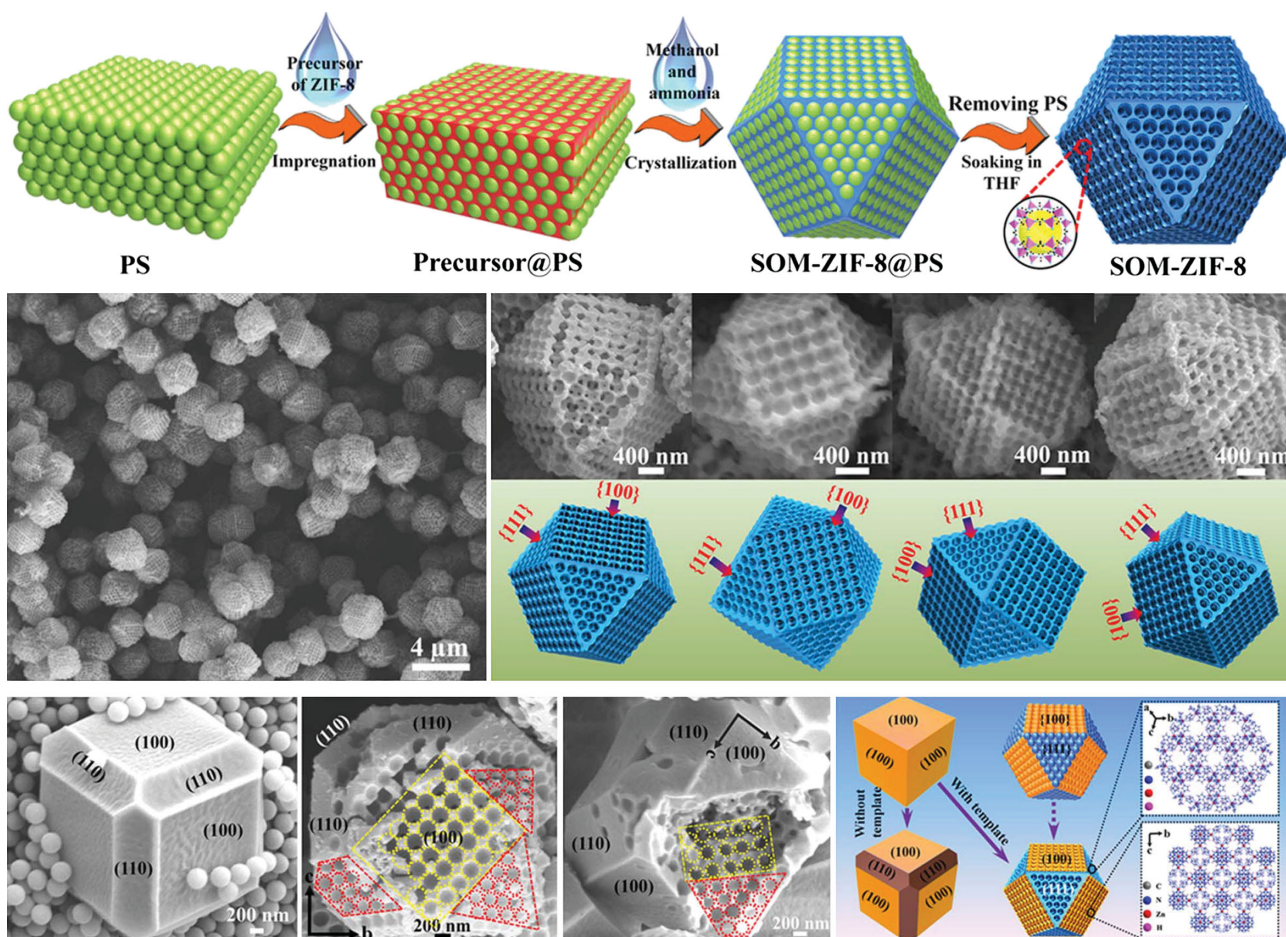 Precursor
of ZIF-8
Impregnation
Methanol
and
ammonia
Crystallization
Removing PS
Soaking in
THF
PS
Precursor@PS
SOM-ZIF-8@PS
SOM-ZIF-8
4 μm
400 nm
400 nm
400 nm
400 nm
{111}
{100}
{111}
{100}
{111}
{100}
{111}
{100}
(100)
(110)
(110)
(100)
(110)
200 nm
(110)
(110)
(110)
(100)
c
b
200 nm
(110)
(100)
c
b
(110)
(100)
200 nm
(100)
(100)
(100)
Without
template
With template
(100)
(110)
(110)
(100)
(100)
{100}
{111}
(100)
{111}
a
b
c
b
c
C
N
Zn
H